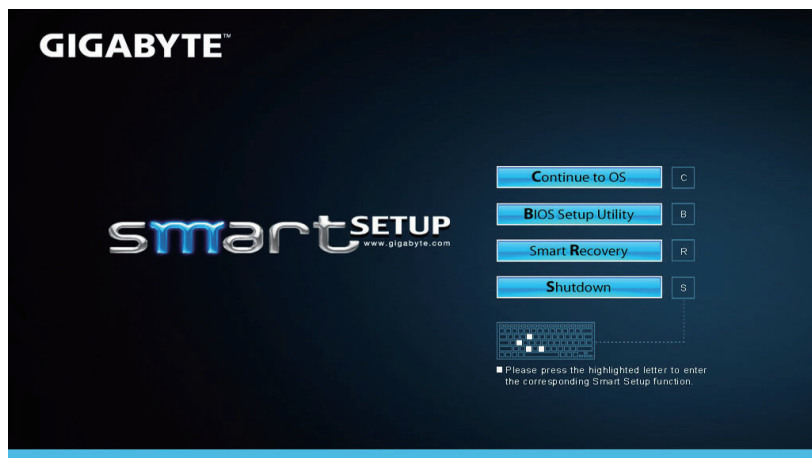 GIGABYTE™
Continue to OS C
BIOS Setup Utility B
Smart Recovery R
Shutdown S
smart SETUP
www.gigabyte.com
Please press the highlighted letter to enter
the corresponding Smart Setup function.